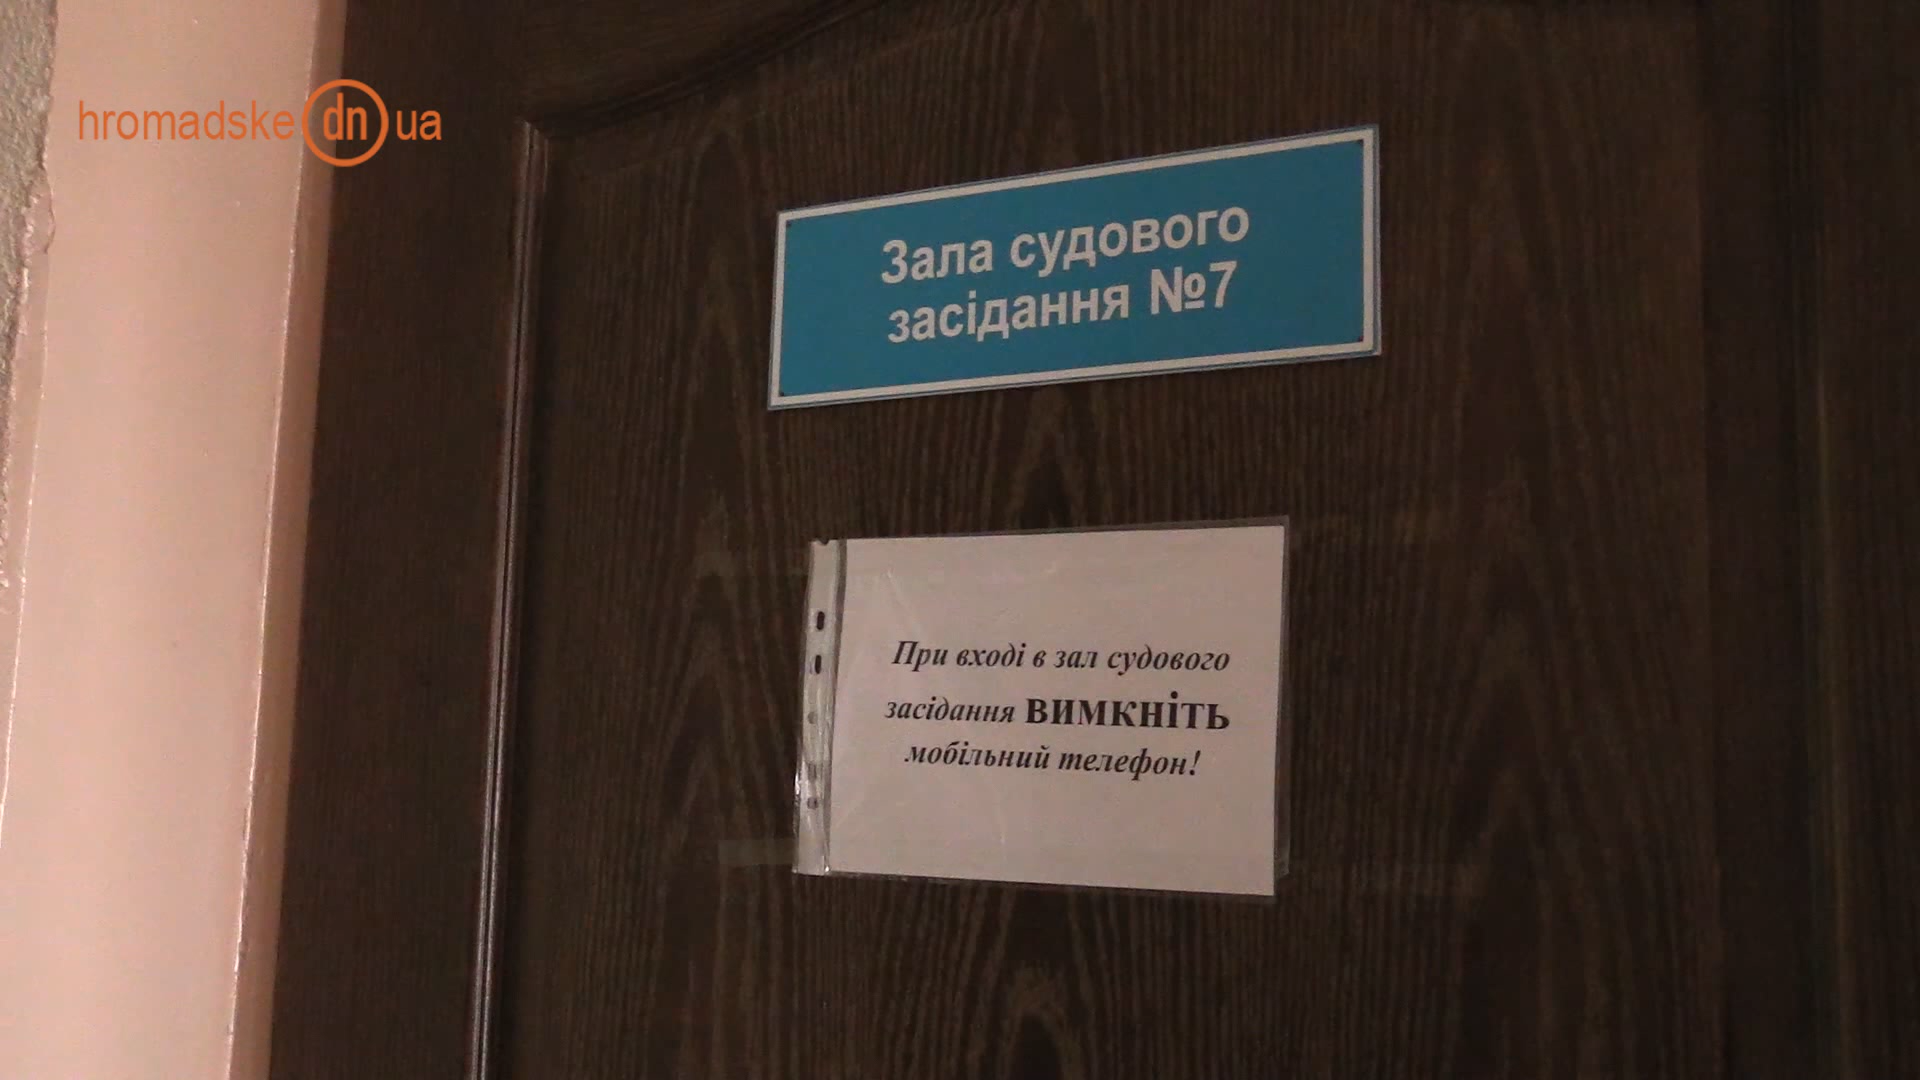 hromadske dn ua
Зала судового
засідання №7
При вході в зал судового
засідання ВИМКНІТЬ
мобільний телефон!